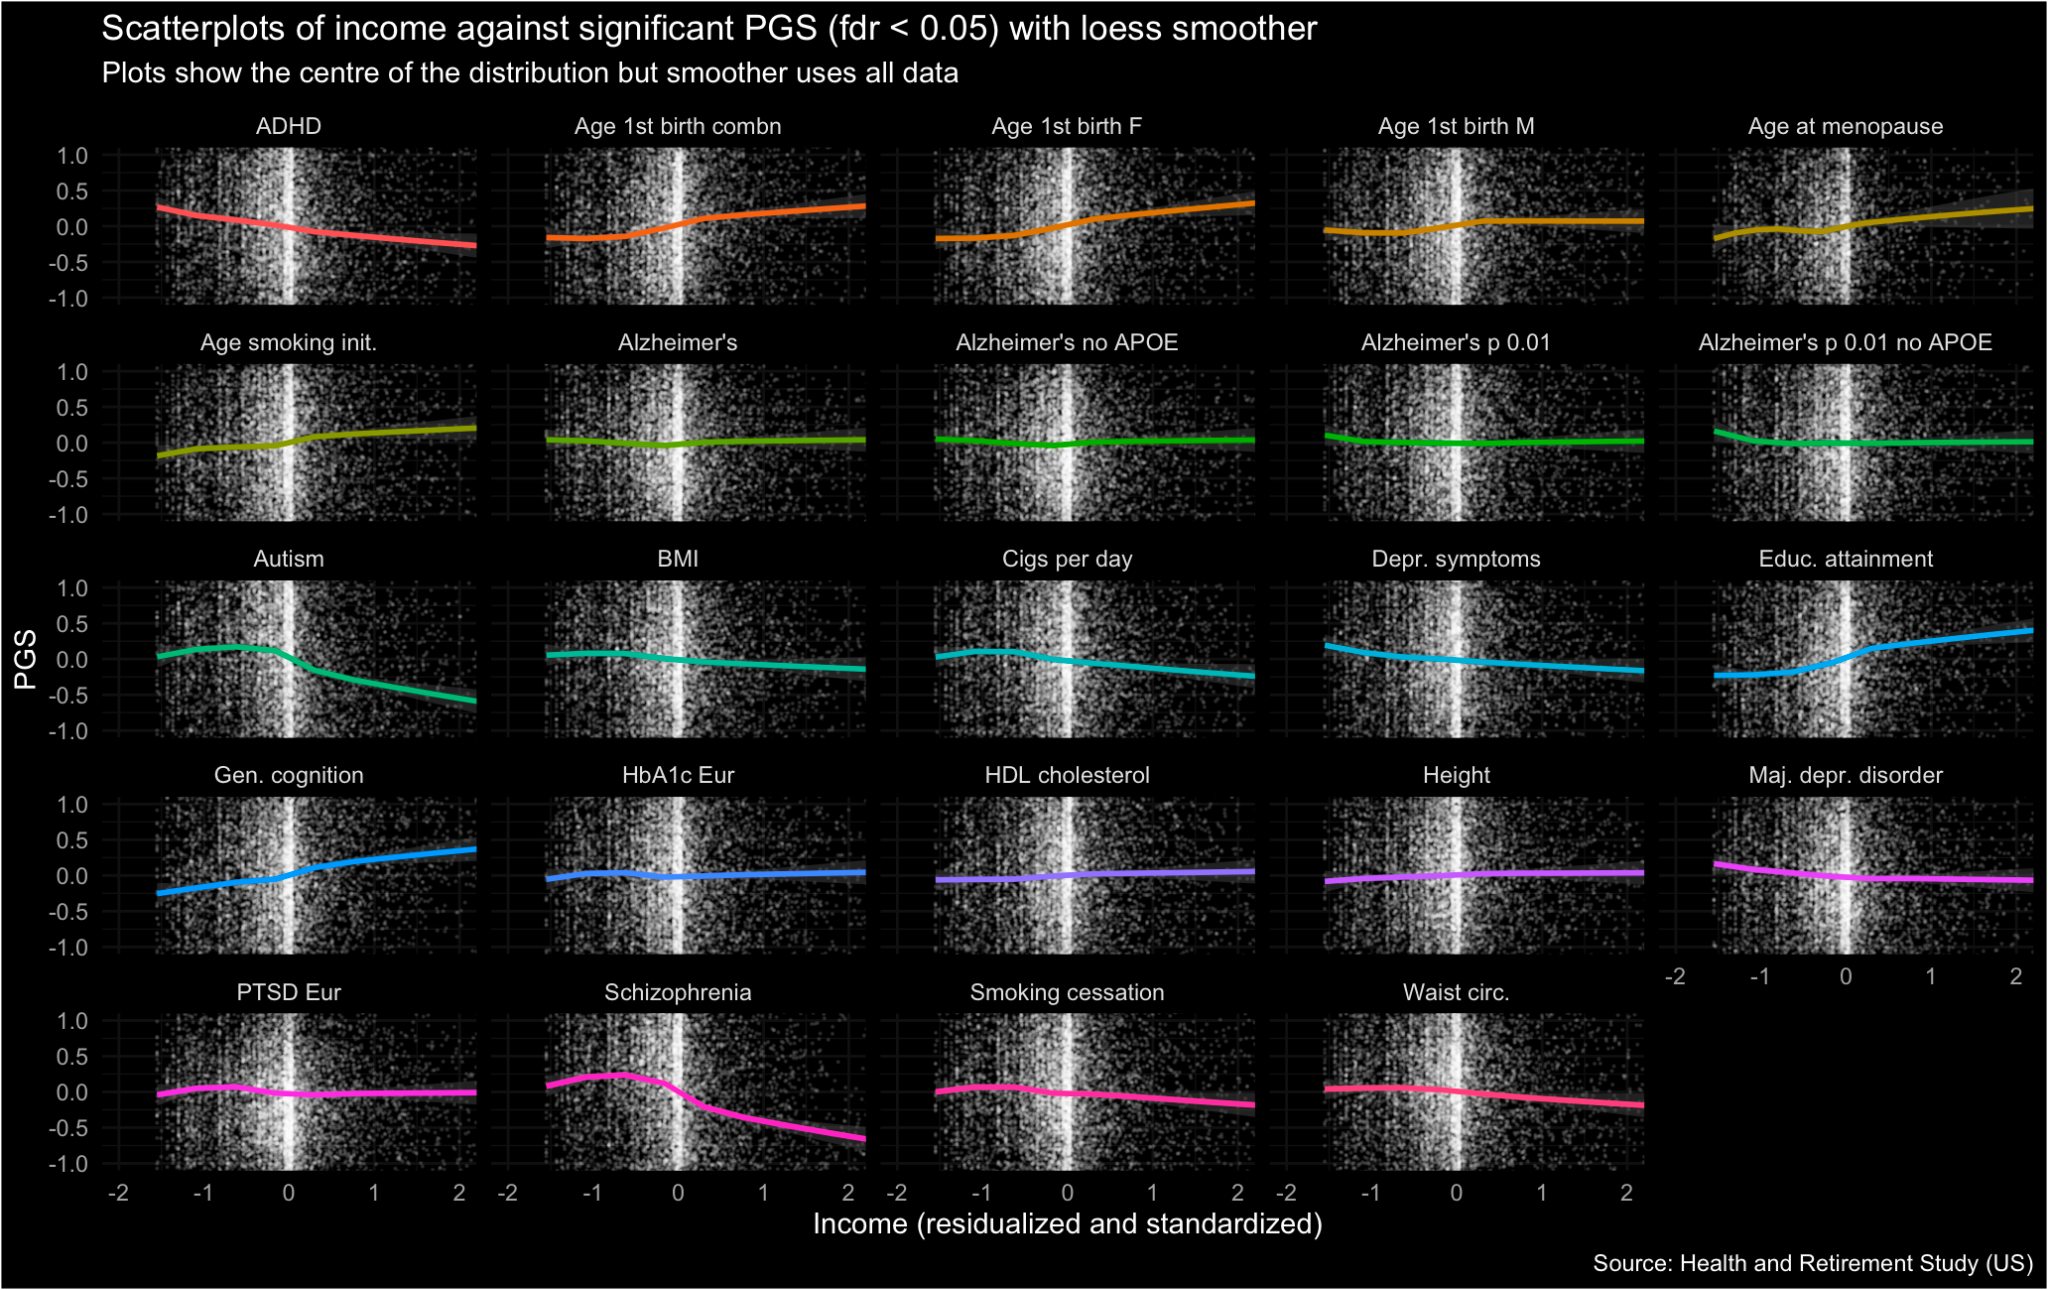 Scatterplots of income against significant PGS (fdr < 0.05) with loess smoother
Plots show the centre of the distribution but smoother uses all data
ADHD Age 1st birth combn Age 1st birth F Age 1st birth M Age at menopause
1.0
0.5
0.0
-0.5
-1.0
Age smoking init. Alzheimer's Alzheimer's no APOE Alzheimer's p 0.01 Alzheimer's p 0.01 no APOE
1.0
0.5
0.0
-0.5
-1.0
Autism BMI Cigs per day Depr. symptoms Educ. attainment
1.0
0.5
0.0
-0.5
-1.0
PGS
Gen. cognition HbA1c Eur HDL cholesterol Height Maj. depr. disorder
1.0
0.5
0.0
-0.5
-1.0
-2 -1 0 1 2
PTSD Eur Schizophrenia Smoking cessation Waist circ.
1.0
0.5
0.0
-0.5
-1.0
-2 -1 0 1 2 -2 -1 0 1 2 -2 -1 0 1 2 -2 -1 0 1 2
Income (residualized and standardized)
Source: Health and Retirement Study (US)